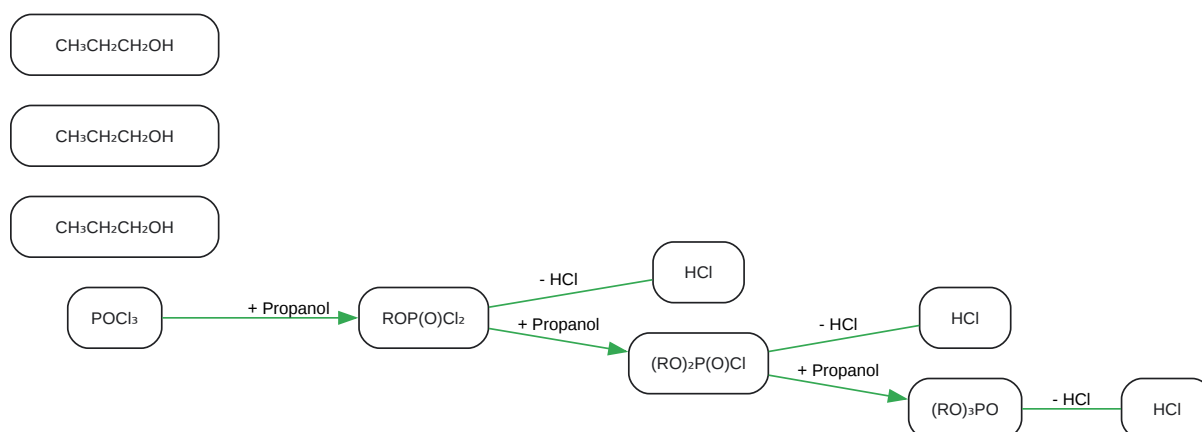 CH₃CH₂CH₂OH
CH₃CH₂CH₂OH
CH₃CH₂CH₂OH
POCl₃
+ Propanol
ROP(O)Cl₂
- HCl
HCl
+ Propanol
(RO)₂P(O)Cl
- HCl
HCl
+ Propanol
(RO)₃PO
- HCl
HCl